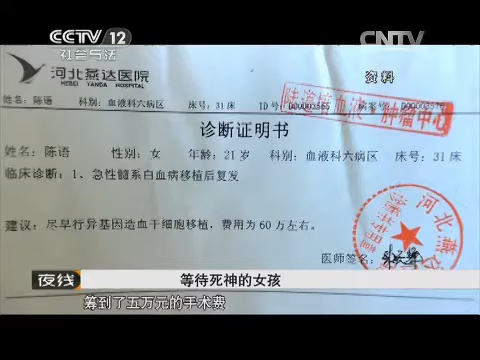 CCTV 12
社会与法
CNTV
资料
河北燕达医院
HEBEI YANDA HOSPITAL
陆道培血液 肿瘤中心
姓名：陈语 科别：血液科六病区 床号：31床 ID号：
诊断证明书
姓名：陈语 性别：女 年龄：21岁 科别：血液科六病区 床号：31床
临床诊断：1、急性髓系白血病移植后复发
建议：尽早行异基因造血干细胞移植，费用为60万左右。
河北燕
医师签名：
夜线
等待死神的女孩
筹到了五万元的手术费